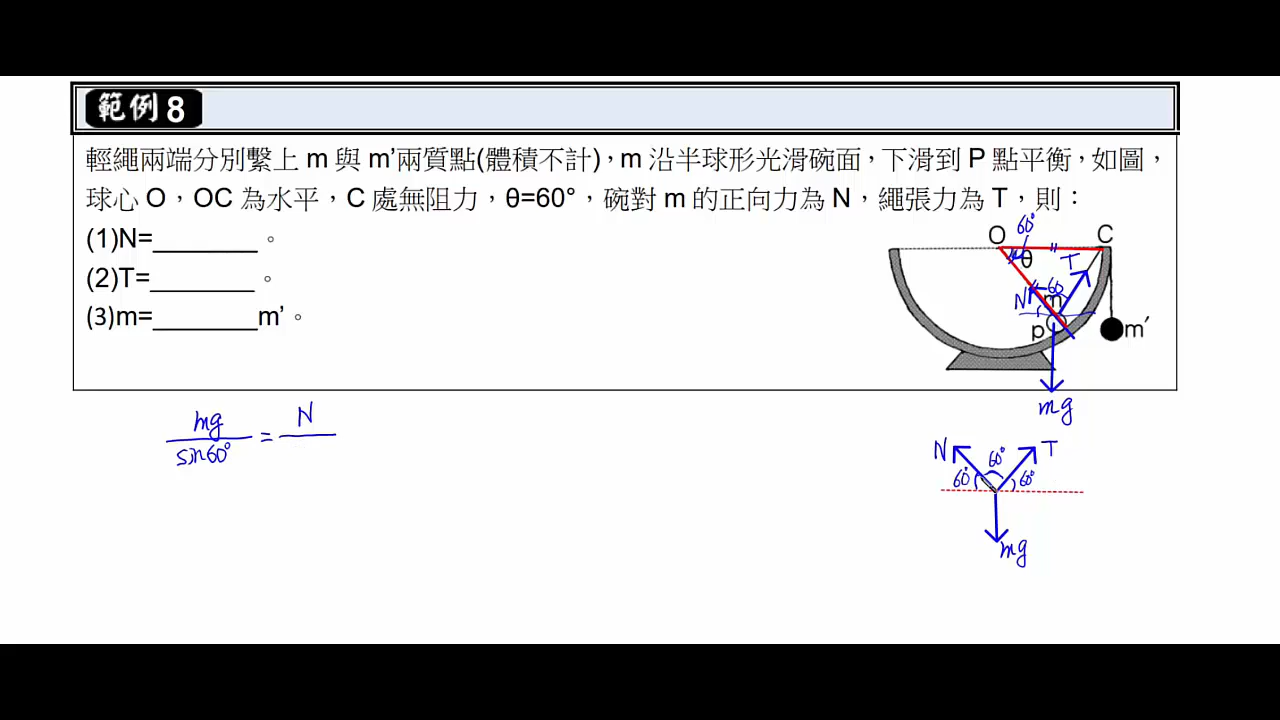 範例 8
輕繩兩端分別繫上 m 與 m’兩質點(體積不計)，m 沿半球形光滑碗面，下滑到 P 點平衡，如圖，
球心 O，OC 為水平，C 處無阻力，θ=60°，碗對 m 的正向力為 N，繩張力為 T，則：
(1)N=_______。
(2)T=_______。
(3)m=_______m’。
60°
O
C
θ
T
60
N
m
p
m′
mg
mg
sin60°
=
N
N
60°
T
60°
60°
mg